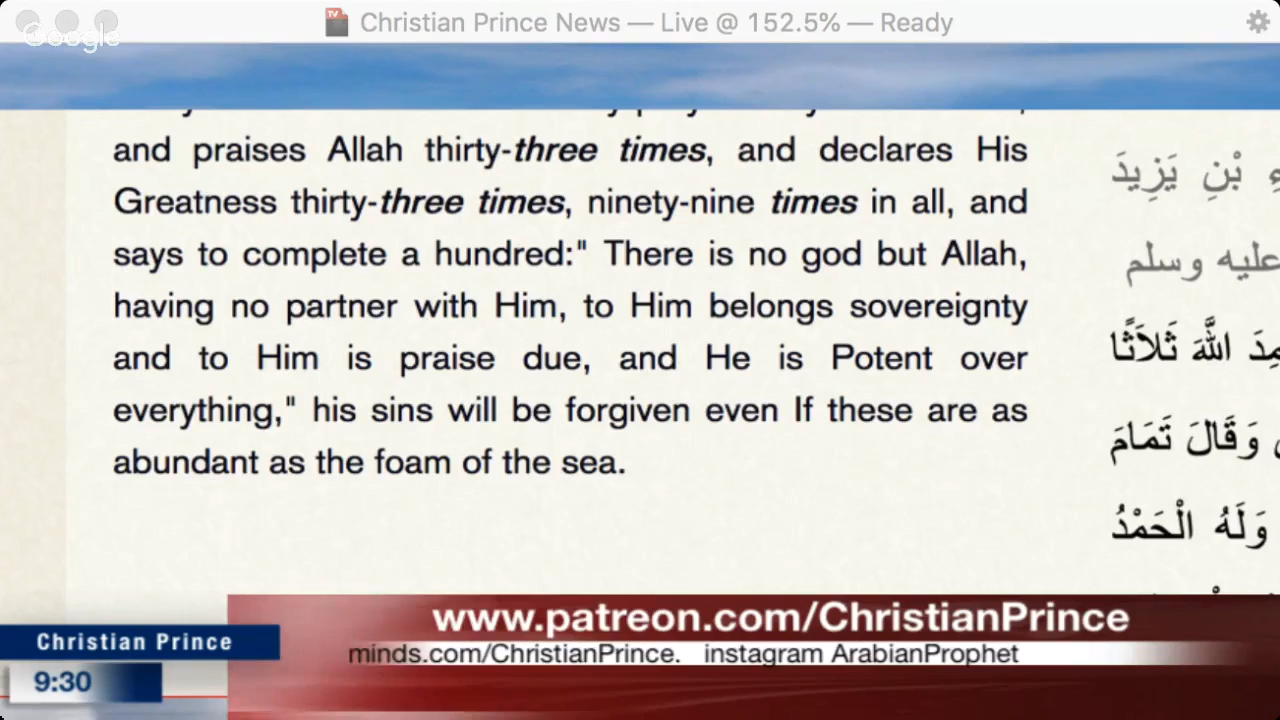 Christian Prince News — Live @ 152.5% — Ready
TV
Google
and praises Allah thirty-three times, and declares His
Greatness thirty-three times, ninety-nine times in all, and
says to complete a hundred:" There is no god but Allah,
having no partner with Him, to Him belongs sovereignty
and to Him is praise due, and He is Potent over
everything," his sins will be forgiven even If these are as
abundant as the foam of the sea.
بْنِ يَزِيدَ
عليه وسلم
اللَّهَ ثَلاَثًا
وَقَالَ تَمَامَ
وَلَهُ الْحَمْدُ
www.patreon.com/ChristianPrince
minds.com/ChristianPrince. instagram ArabianProphet
Christian Prince
9:30